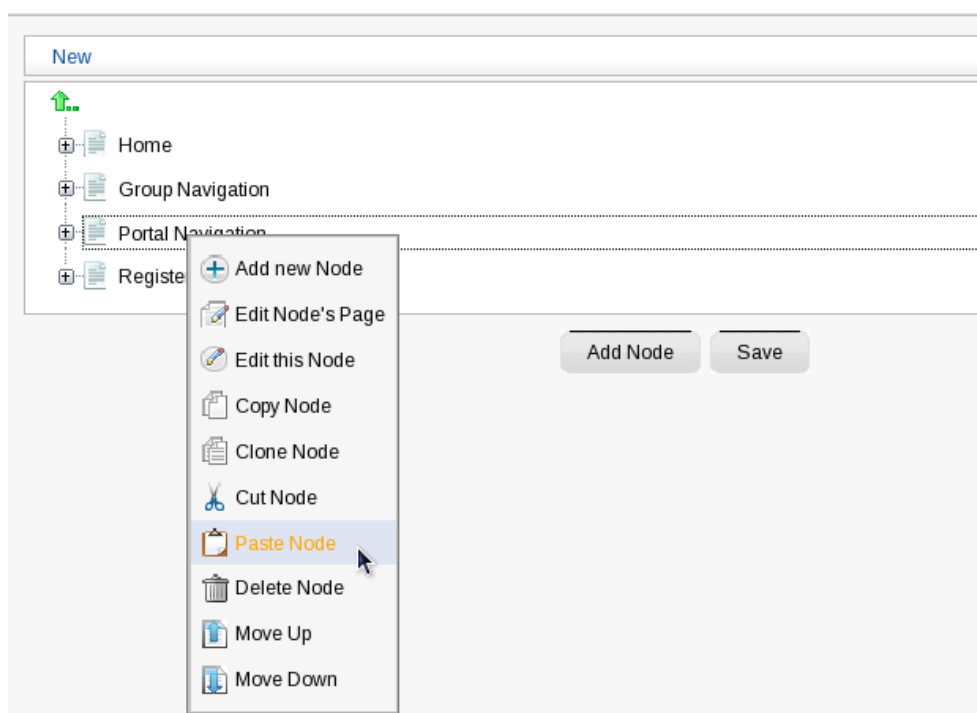 New
Home
Group Navigation
Portal Navigation
Registe
Add new Node
Edit Node's Page
Edit this Node
Copy Node
Clone Node
Cut Node
Paste Node
Delete Node
Move Up
Move Down
Add Node
Save